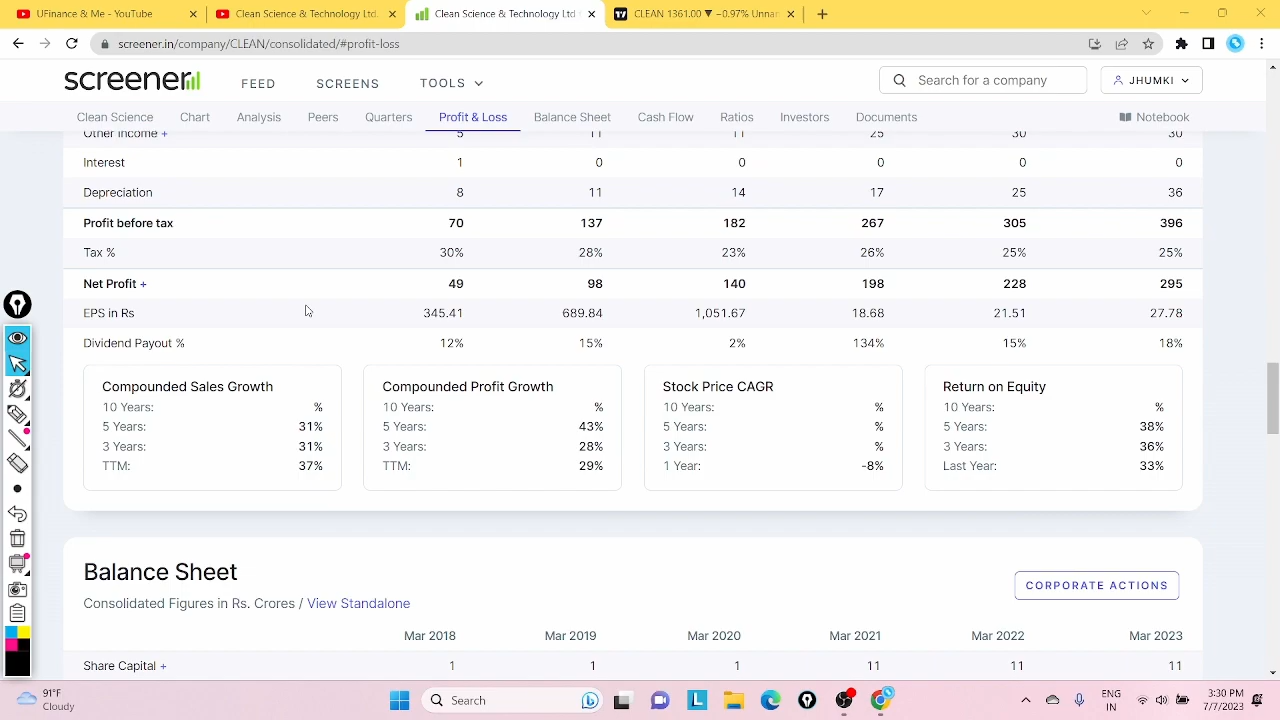 UFinance & Me - YouTube
Clean Science & Technology Ltd.
Clean Science & Technology Ltd
CLEAN 1361.00 ▼ −0.97% Unnar
screener.in/company/CLEAN/consolidated/#profit-loss
screener
FEED SCREENS TOOLS
Search for a company
JHUMKI
Clean Science Chart Analysis Peers Quarters Profit & Loss Balance Sheet Cash Flow Ratios Investors Documents Notebook
Other Income + 5 11 11 25 30 30
Interest 1 0 0 0 0 0
Depreciation 8 11 14 17 25 36
Profit before tax 70 137 182 267 305 396
Tax % 30% 28% 23% 26% 25% 25%
Net Profit + 49 98 140 198 228 295
EPS in Rs 345.41 689.84 1,051.67 18.68 21.51 27.78
Dividend Payout % 12% 15% 2% 134% 15% 18%
Compounded Sales Growth
10 Years: %
5 Years: 31%
3 Years: 31%
TTM: 37%
Compounded Profit Growth
10 Years: %
5 Years: 43%
3 Years: 28%
TTM: 29%
Stock Price CAGR
10 Years: %
5 Years: %
3 Years: %
1 Year: -8%
Return on Equity
10 Years: %
5 Years: 38%
3 Years: 36%
Last Year: 33%
Balance Sheet
CORPORATE ACTIONS
Consolidated Figures in Rs. Crores / View Standalone
Mar 2018 Mar 2019 Mar 2020 Mar 2021 Mar 2022 Mar 2023
Share Capital + 1 1 1 11 11 11
91°F
Cloudy
Search
ENG
IN
3:30 PM
7/7/2023